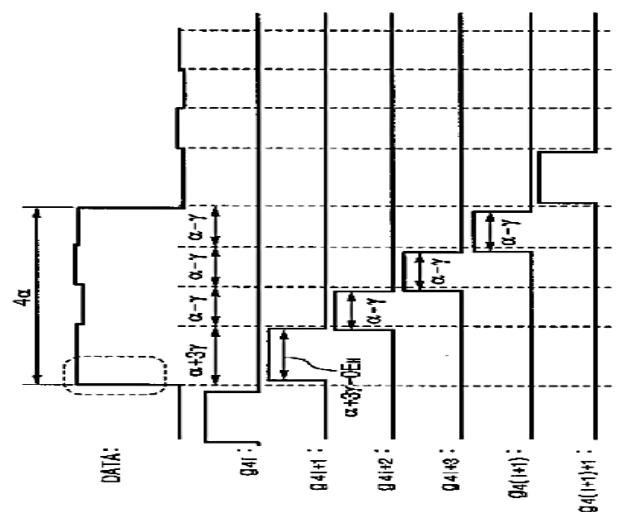 DATA:
4α
α+3γ
α-γ
α-γ
α-γ
g4i :
g4i+1 :
α+3γ-OEH
g4i+2 :
α-γ
g4i+3 :
α-γ
g4(i+1) :
α-γ
g4(i+1)+1 :